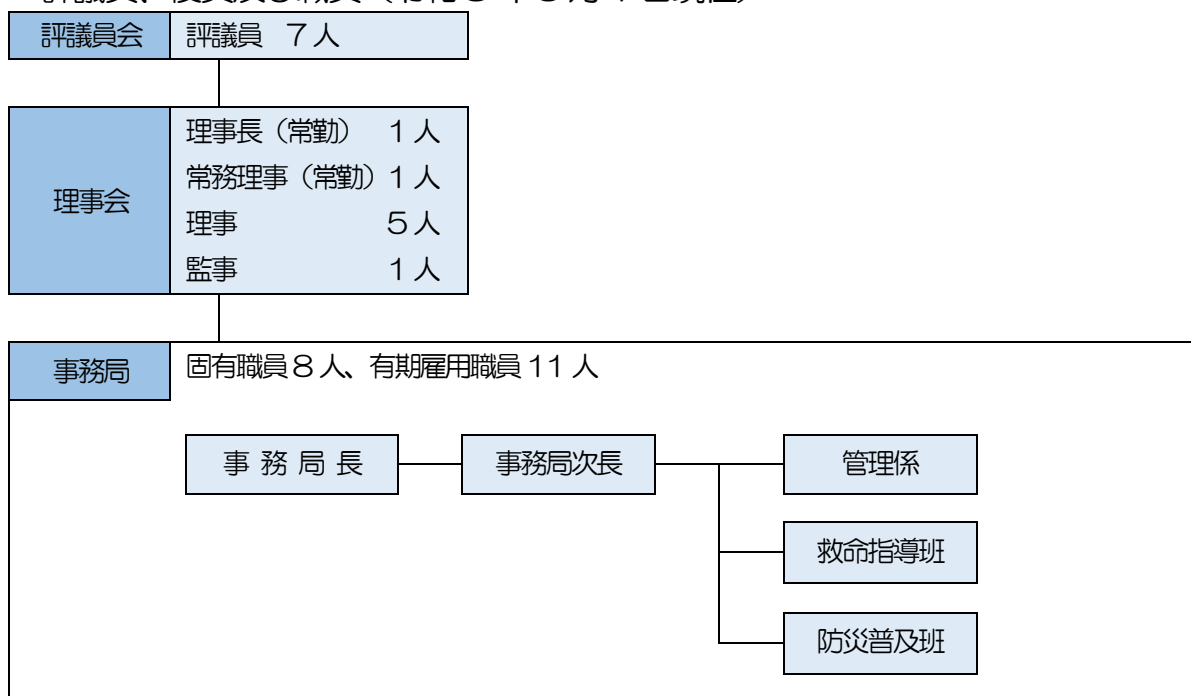 評議員会 評議員 7人
理事会
理事長（常勤） 1人
常務理事（常勤）1人
理事 5人
監事 1人
事務局 固有職員8人、有期雇用職員11人
事務局長 事務局次長 管理係
救命指導班
防災普及班